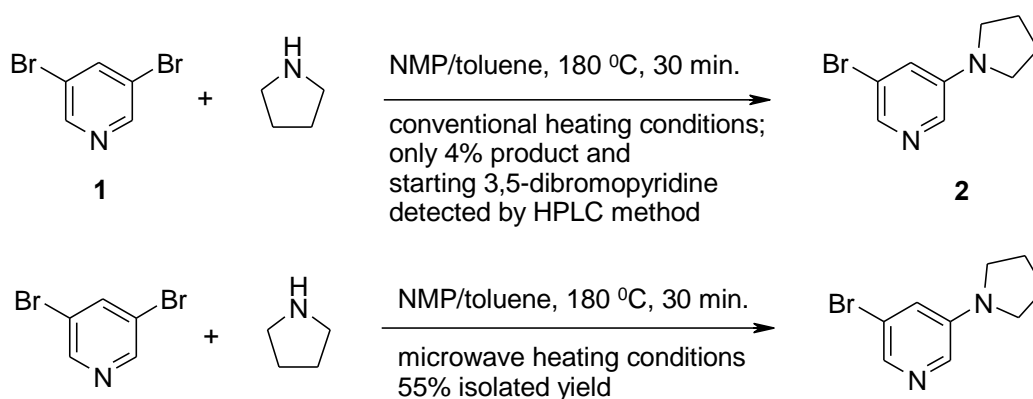 Br
Br
N
1
+
H
N
NMP/toluene, 180 ⁰C, 30 min.
conventional heating conditions;
only 4% product and
starting 3,5-dibromopyridine
detected by HPLC method
Br
N
N
2
Br
Br
N
+
H
N
NMP/toluene, 180 ⁰C, 30 min.
microwave heating conditions
55% isolated yield
Br
N
N